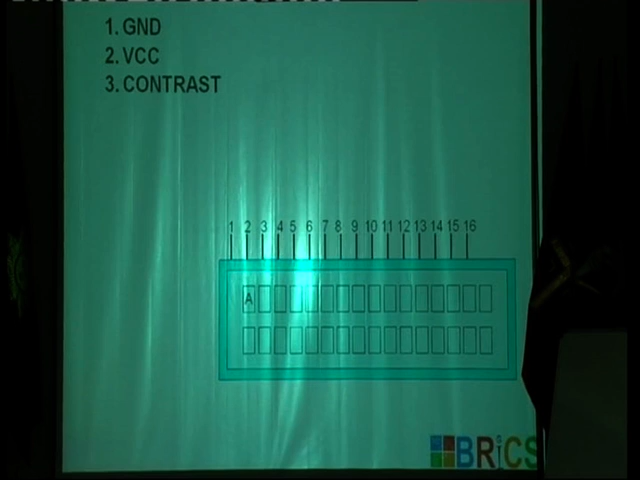 1. GND
2. VCC
3. CONTRAST
1 2 3 4 5 6 7 8 9 10 11 12 13 14 15 16
A
BRiCS